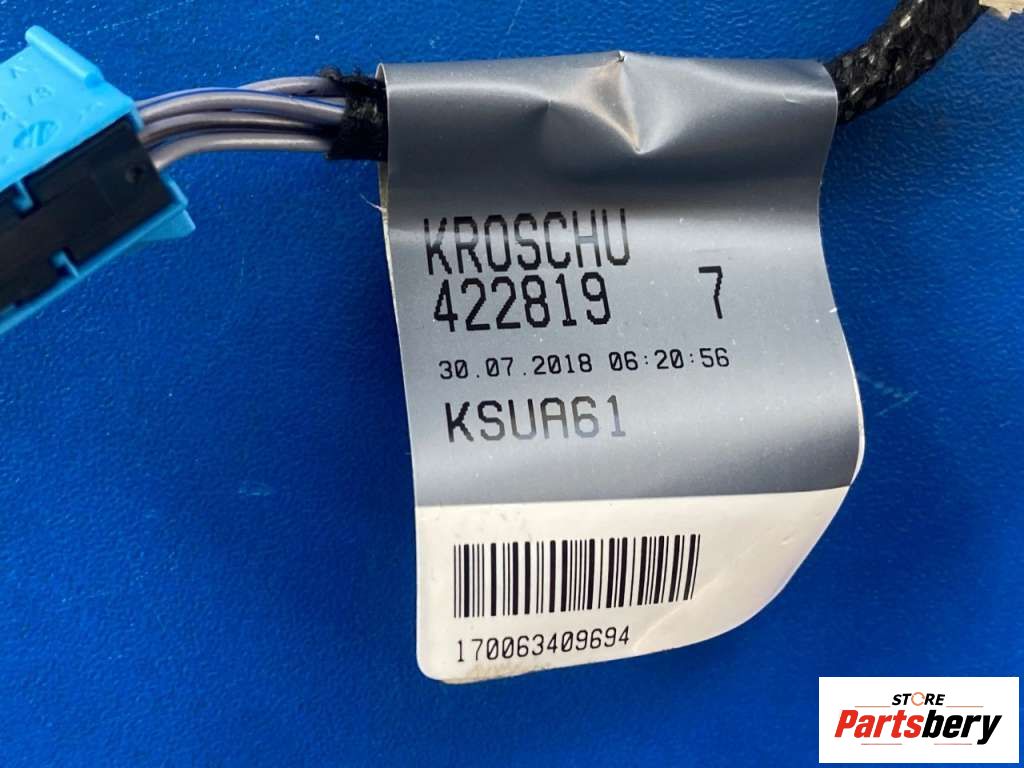 KROSCHU
422819 7
30.07.2018 06:20:56
KSUA61
170063409694
STORE
Partsbery